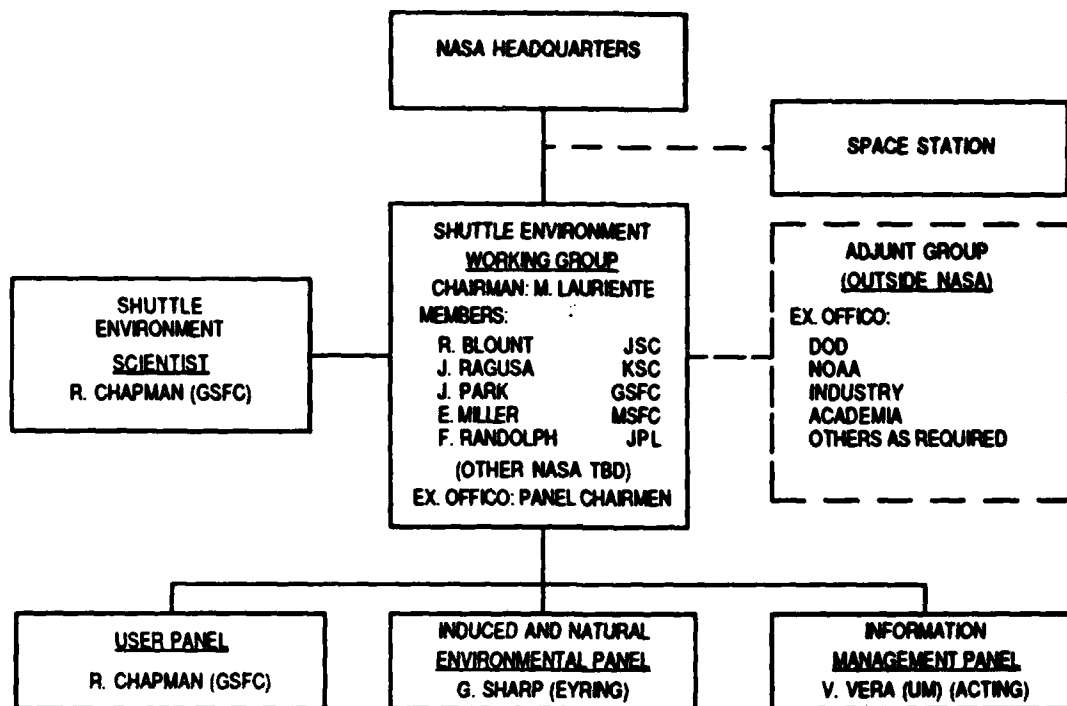 NASA HEADQUARTERS
SPACE STATION
SHUTTLE ENVIRONMENT
WORKING GROUP
CHAIRMAN: M. LAURIENTE
MEMBERS:
R. BLOUNT JSC
J. RAGUSA KSC
J. PARK GSFC
E. MILLER MSFC
F. RANDOLPH JPL
(OTHER NASA TBD)
EX. OFFICO: PANEL CHAIRMEN
ADJUNT GROUP
(OUTSIDE NASA)
EX. OFFICO:
DOD
NOAA
INDUSTRY
ACADEMIA
OTHERS AS REQUIRED
SHUTTLE
ENVIRONMENT
SCIENTIST
R. CHAPMAN (GSFC)
USER PANEL
R. CHAPMAN (GSFC)
INDUCED AND NATURAL
ENVIRONMENTAL PANEL
G. SHARP (EYRING)
INFORMATION
MANAGEMENT PANEL
V. VERA (UM) (ACTING)